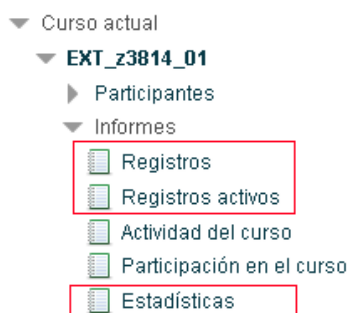 Curso actual
EXT_z3814_01
Participantes
Informes
Registros
Registros activos
Actividad del curso
Participación en el curso
Estadísticas